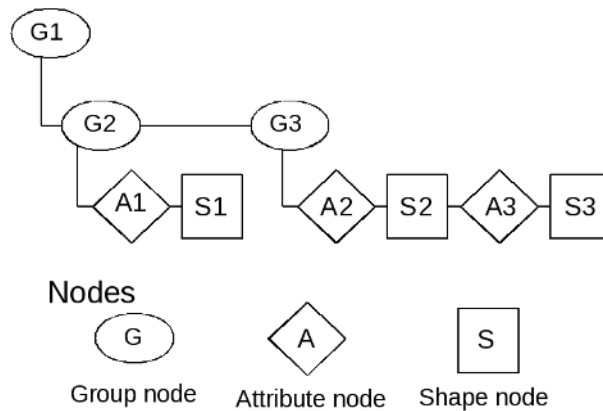 G1
G2 G3
A1 S1 A2 S2 A3 S3
Nodes
G A S
Group node Attribute node Shape node